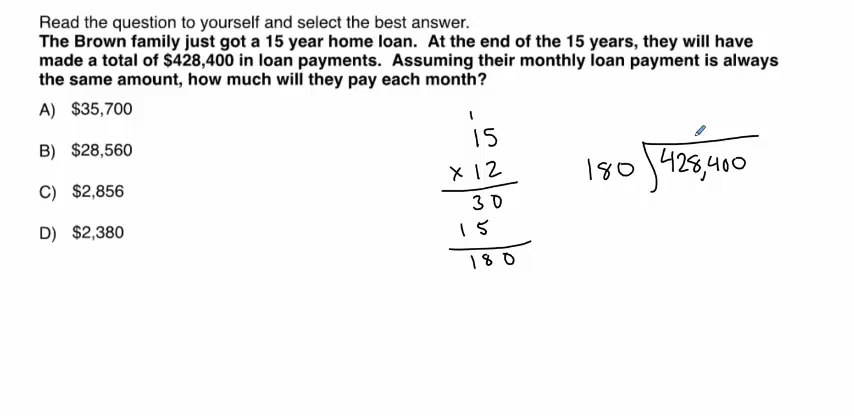 Read the question to yourself and select the best answer.
The Brown family just got a 15 year home loan. At the end of the 15 years, they will have
made a total of $428,400 in loan payments. Assuming their monthly loan payment is always
the same amount, how much will they pay each month?
A) $35,700
B) $28,560
C) $2,856
D) $2,380
1
15
x 12
30
15
180
180 428,400